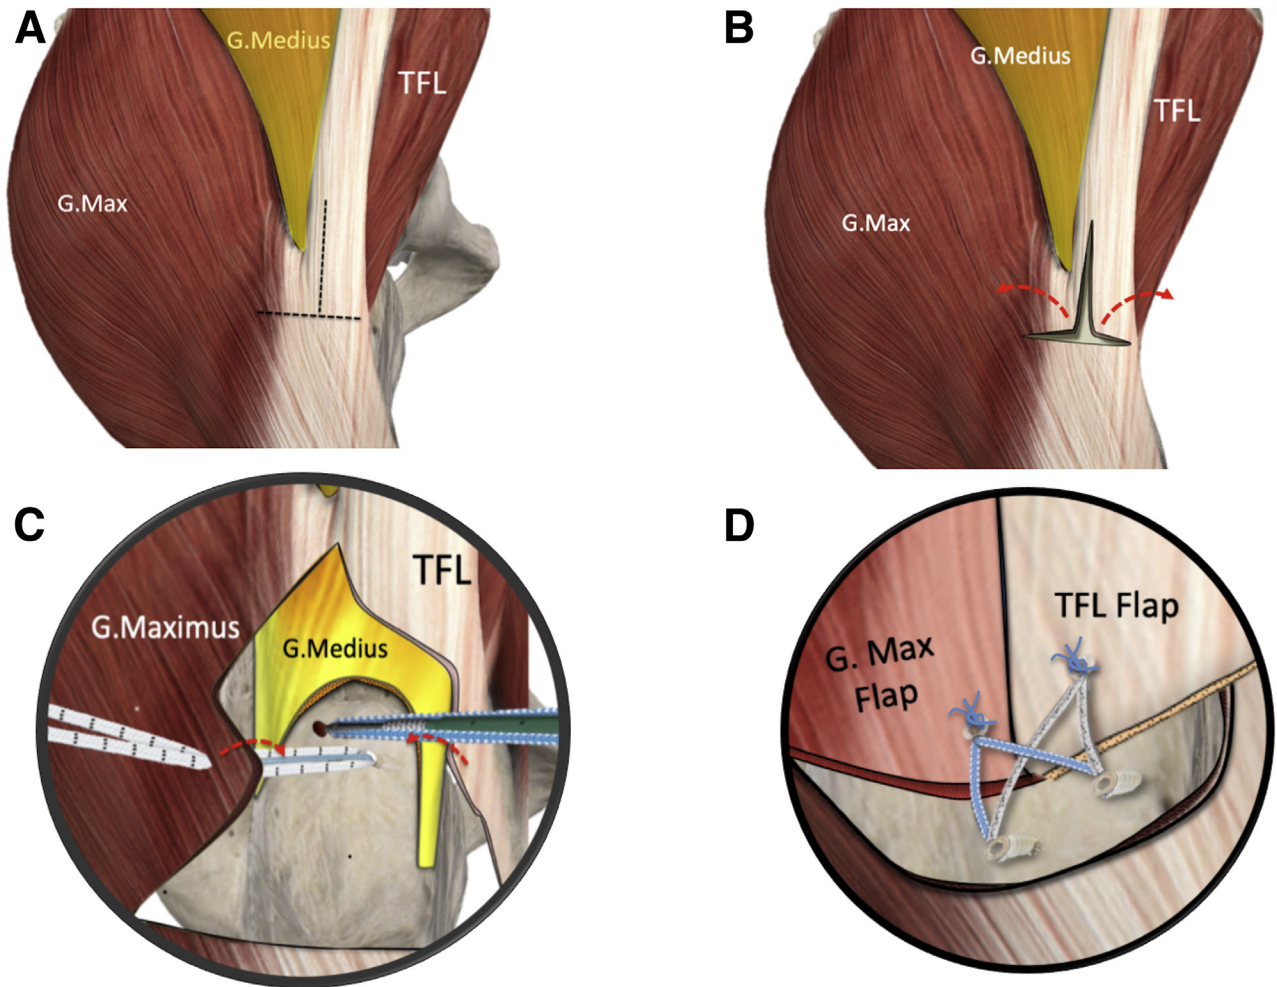 A
G.Medius
TFL
G.Max
B
G.Medius
TFL
G.Max
C
TFL
G.Maximus
G.Medius
D
TFL Flap
G. Max
Flap